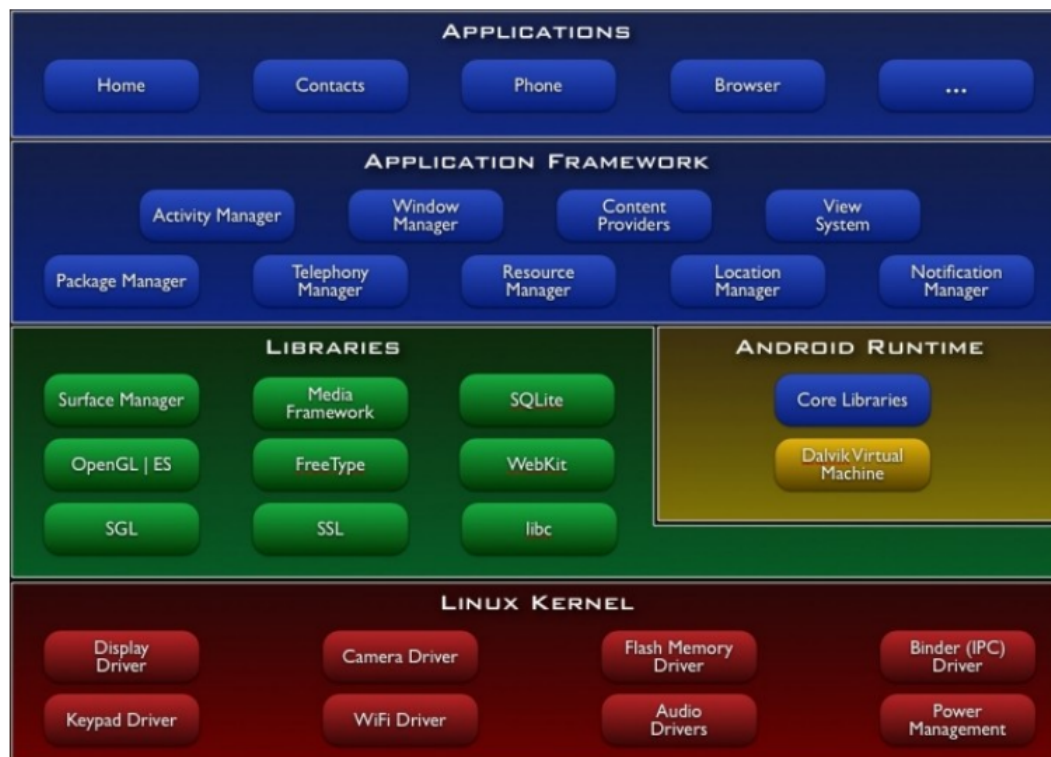 APPLICATIONS
Home
Contacts
Phone
Browser
...
APPLICATION FRAMEWORK
Activity Manager
Window
Manager
Content
Providers
View
System
Package Manager
Telephony
Manager
Resource
Manager
Location
Manager
Notification
Manager
LIBRARIES
Surface Manager
Media
Framework
SQLite
OpenGL | ES
FreeType
WebKit
SGL
SSL
libc
ANDROID RUNTIME
Core Libraries
Dalvik Virtual
Machine
LINUX KERNEL
Display
Driver
Camera Driver
Flash Memory
Driver
Binder (IPC)
Driver
Keypad Driver
WiFi Driver
Audio
Drivers
Power
Management